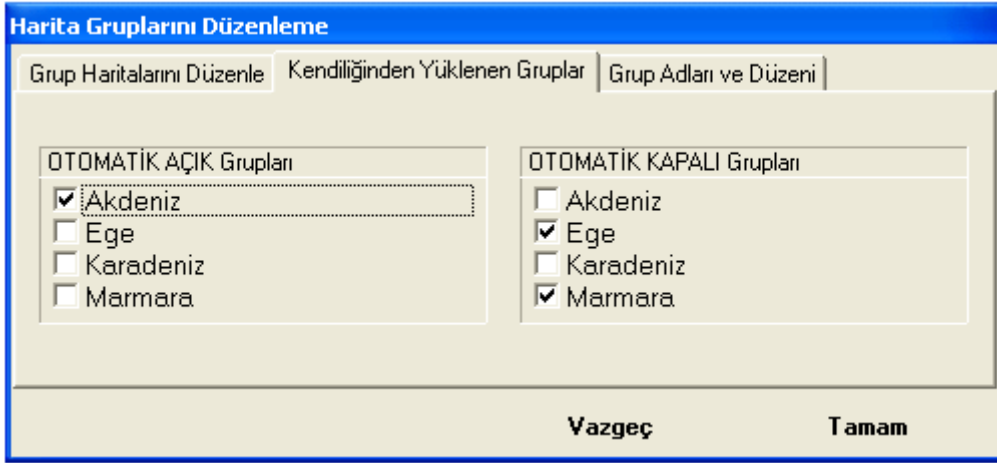 Harita Gruplarını Düzenleme
Grup Haritalarını Düzenle Kendiliğinden Yüklenen Gruplar Grup Adları ve Düzeni
OTOMATİK AÇIK Grupları
Akdeniz
Ege
Karadeniz
Marmara
OTOMATİK KAPALI Grupları
Akdeniz
Ege
Karadeniz
Marmara
Vazgeç Tamam